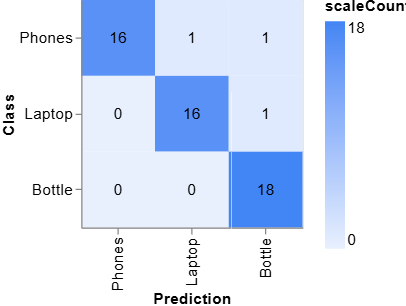 scaleCount
18
0
Class
Phones 16 1 1
Laptop 0 16 1
Bottle 0 0 18
Phones Laptop Bottle
Prediction